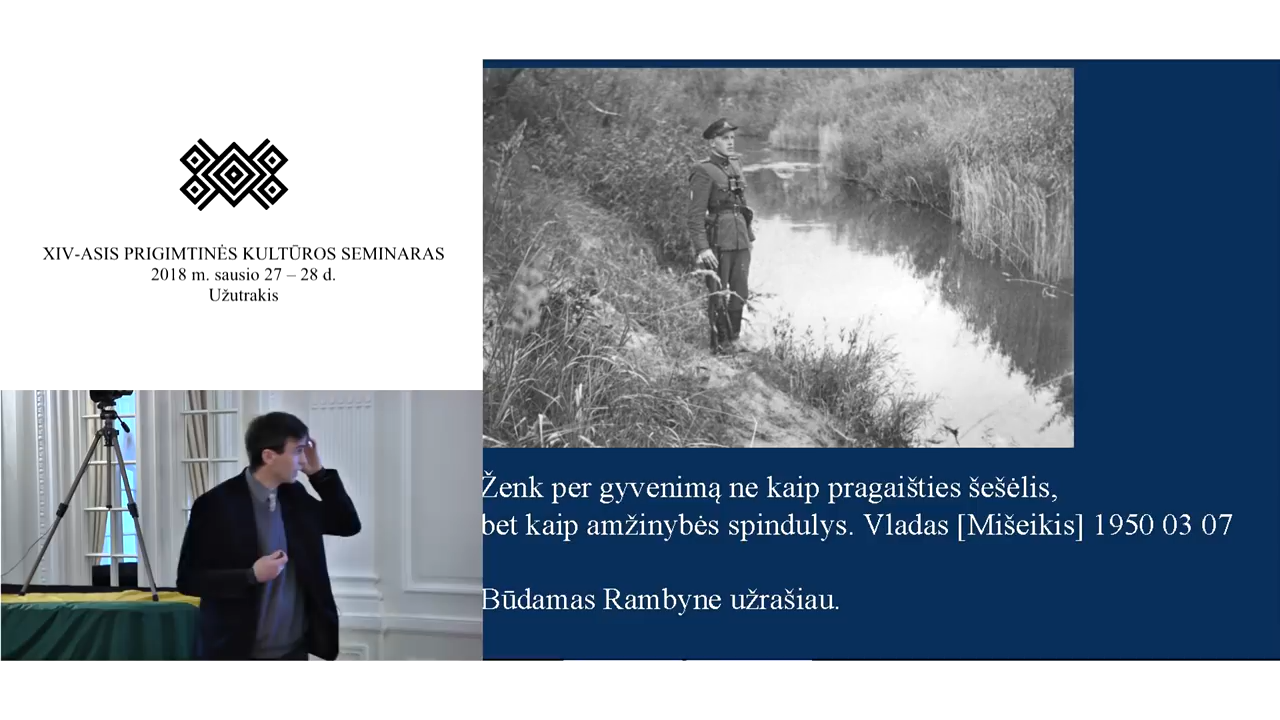 XIV-ASIS PRIGIMTINĖS KULTŪROS SEMINARAS
2018 m. sausio 27 – 28 d.
Užutrakis
Ženk per gyvenimą ne kaip pragaišties šešėlis,
bet kaip amžinybės spindulys. Vladas [Mišeikis] 1950 03 07
Būdamas Rambyne užrašiau.